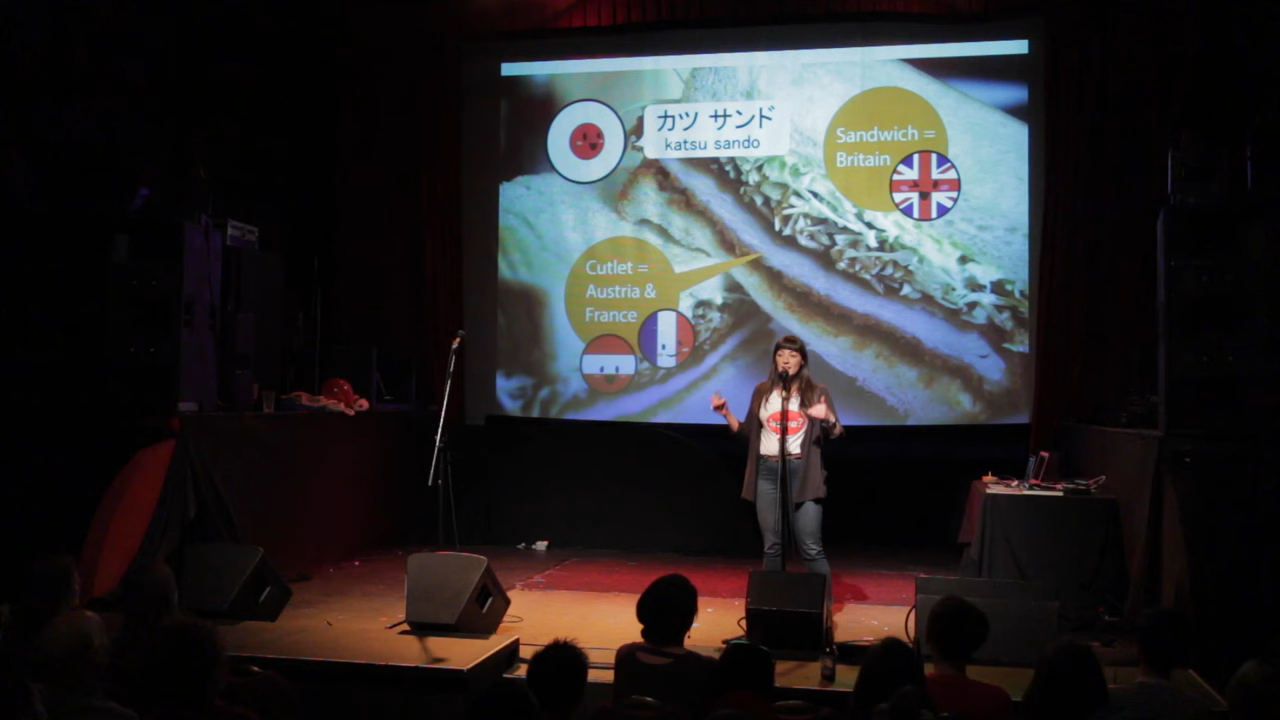 カツ サンド
katsu sando
Sandwich =
Britain
Cutlet =
Austria &
France